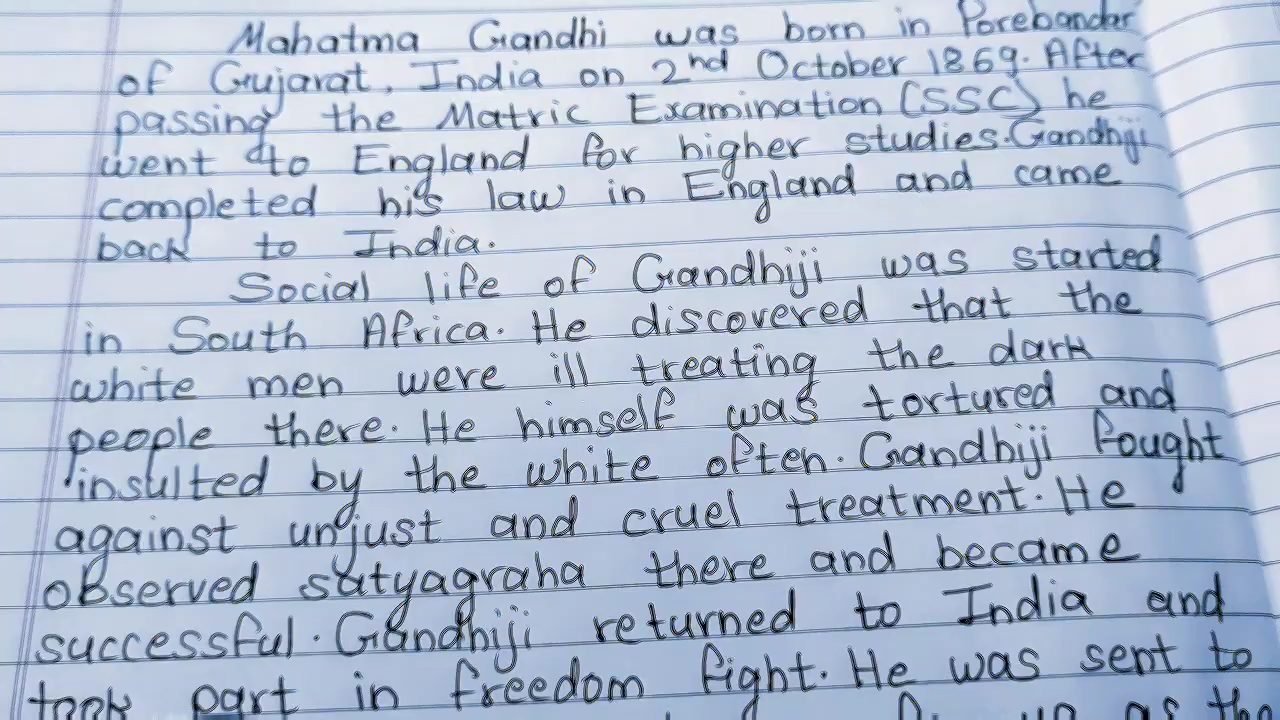 Mahatma Gandhi was born in Porebandar
of Gujarat, India on 2nd October 1869. After
passing the Matric Examination (SSC) he
went to England for higher studies. Gandhiji
completed his law in England and came
back to India.
Social life of Gandhiji was started
in South Africa. He discovered that the
white men were ill treating the dark
people there. He himself was tortured and
insulted by the white often. Gandhiji fought
against unjust and cruel treatment. He
observed satyagraha there and became
successful. Gandhiji returned to India and
took part in freedom fight. He was sent to
up as the